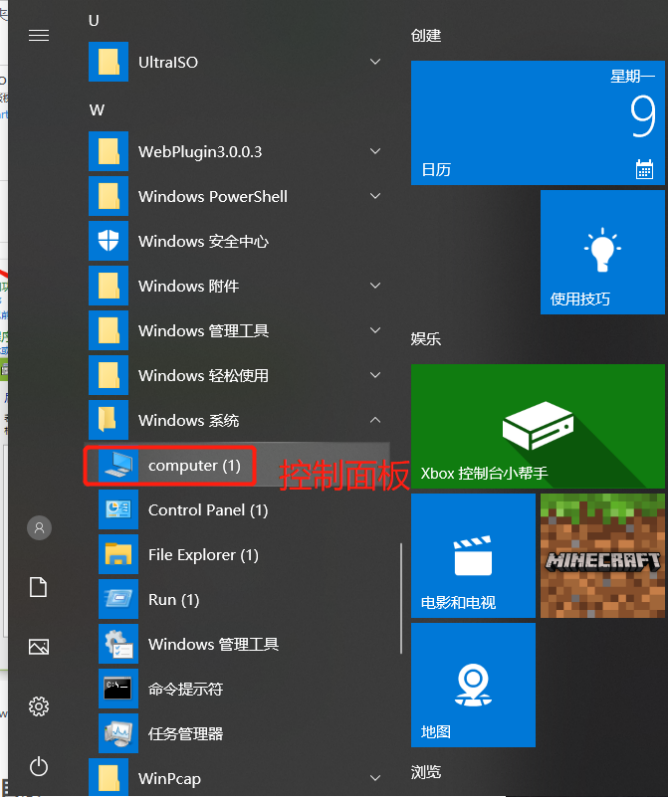 U
UltraISO
W
WebPlugin3.0.0.3
Windows PowerShell
Windows 安全中心
Windows 附件
Windows 管理工具
Windows 轻松使用
Windows 系统
computer (1)
控制面板
Control Panel (1)
File Explorer (1)
Run (1)
Windows 管理工具
命令提示符
任务管理器
WinPcap
创建
星期一
9
日历
使用技巧
娱乐
Xbox 控制台小帮手
电影和电视
MINECRAFT
地图
浏览